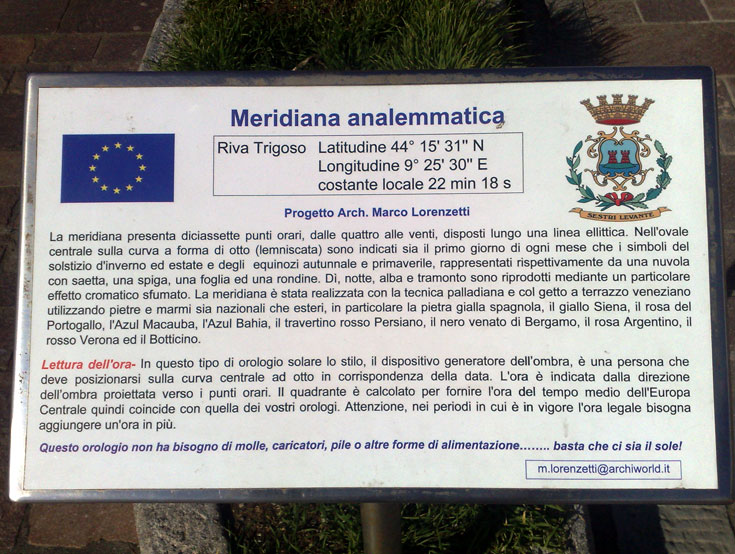 Meridiana analemmatica
Riva Trigoso Latitudine 44° 15' 31" N
Longitudine 9° 25' 30" E
costante locale 22 min 18 s
SESTRI LEVANTE
Progetto Arch. Marco Lorenzetti
La meridiana presenta diciassette punti orari, dalle quattro alle venti, disposti lungo una linea ellittica. Nell'ovale
centrale sulla curva a forma di otto (lemniscata) sono indicati sia il primo giorno di ogni mese che i simboli del
solstizio d'inverno ed estate e degli equinozi autunnale e primaverile, rappresentati rispettivamente da una nuvola
con saetta, una spiga, una foglia ed una rondine. Dì, notte, alba e tramonto sono riprodotti mediante un particolare
effetto cromatico sfumato. La meridiana è stata realizzata con la tecnica palladiana e col getto a terrazzo veneziano
utilizzando pietre e marmi sia nazionali che esteri, in particolare la pietra gialla spagnola, il giallo Siena, il rosa del
Portogallo, l'Azul Macauba, l'Azul Bahia, il travertino rosso Persiano, il nero venato di Bergamo, il rosa Argentino, il
rosso Verona ed il Botticino.
Lettura dell'ora- In questo tipo di orologio solare lo stilo, il dispositivo generatore dell'ombra, è una persona che
deve posizionarsi sulla curva centrale ad otto in corrispondenza della data. L'ora è indicata dalla direzione
dell'ombra proiettata verso i punti orari. Il quadrante è calcolato per fornire l'ora del tempo medio dell'Europa
Centrale quindi coincide con quella dei vostri orologi. Attenzione, nei periodi in cui è in vigore l'ora legale bisogna
aggiungere un'ora in più.
Questo orologio non ha bisogno di molle, caricatori, pile o altre forme di alimentazione…….. basta che ci sia il sole!
m.lorenzetti@archiworld.it